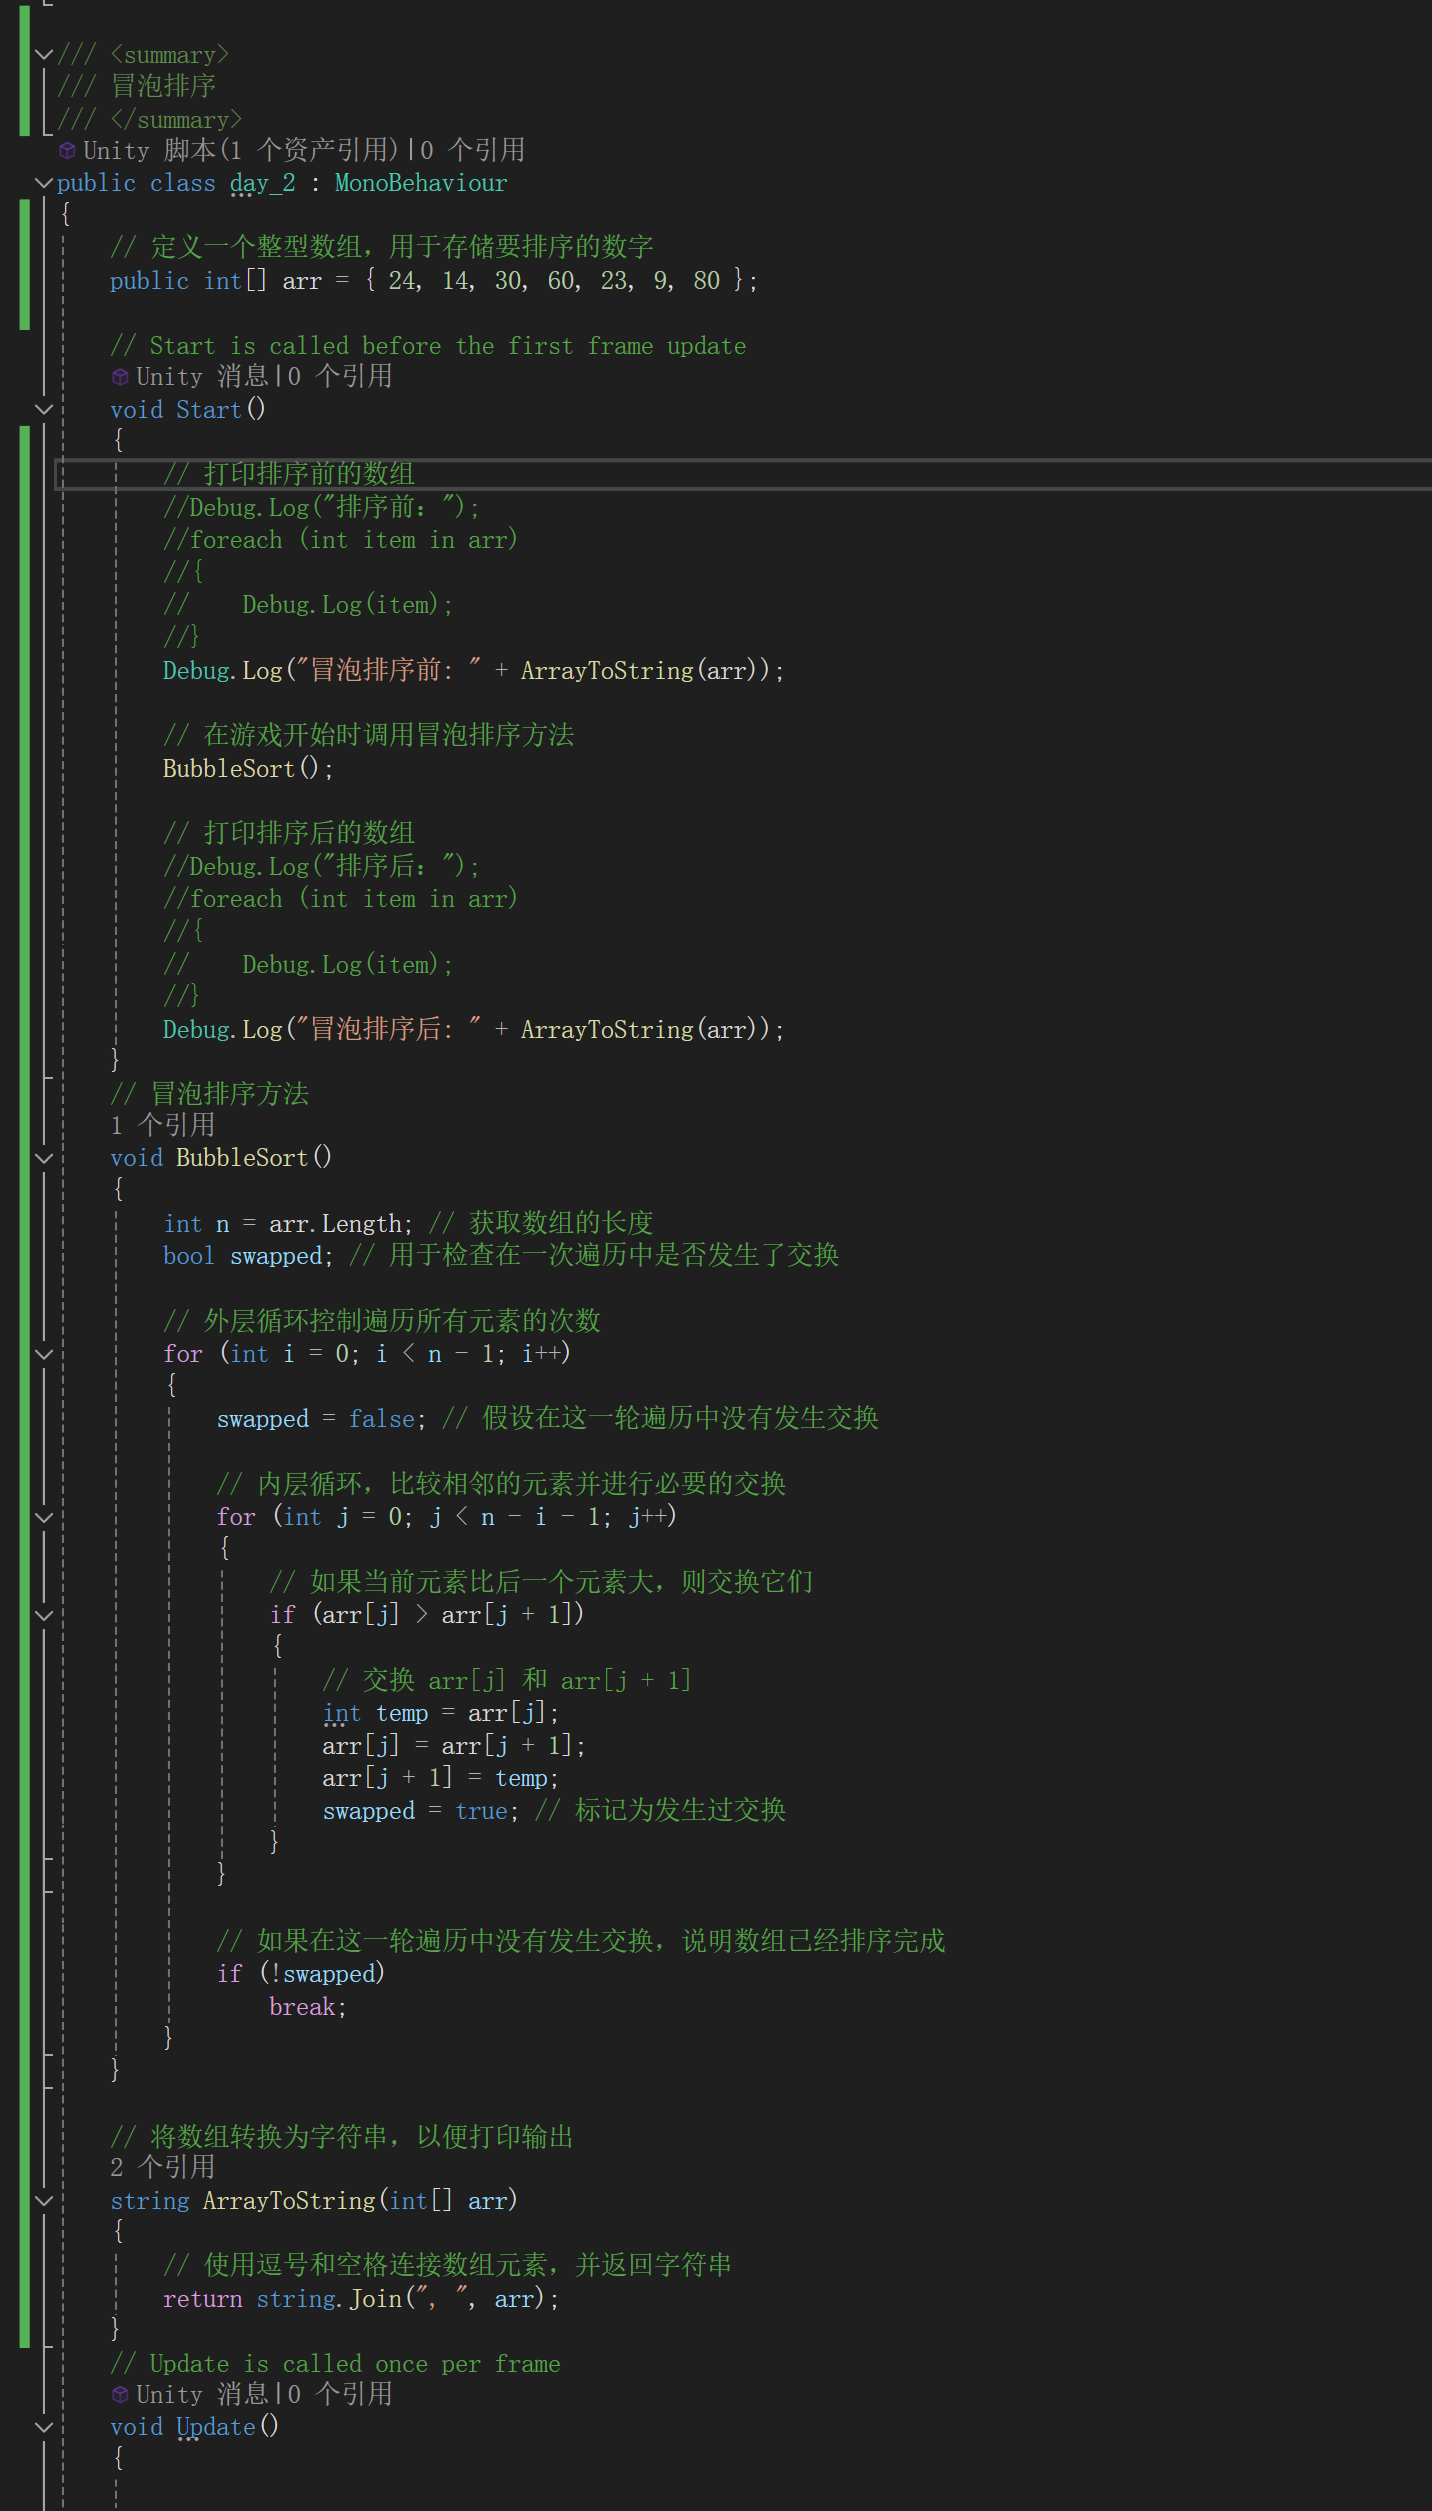 /// <summary>
/// 冒泡排序
/// </summary>
Unity 脚本(1 个资产引用)|0 个引用
public class day_2 : MonoBehaviour
{
    // 定义一个整型数组，用于存储要排序的数字
    public int[] arr = { 24, 14, 30, 60, 23, 9, 80 };

    // Start is called before the first frame update
    Unity 消息|0 个引用
    void Start()
    {
        // 打印排序前的数组
        //Debug.Log("排序前：");
        //foreach (int item in arr)
        //{
        //    Debug.Log(item);
        //}
        Debug.Log("冒泡排序前: " + ArrayToString(arr));

        // 在游戏开始时调用冒泡排序方法
        BubbleSort();

        // 打印排序后的数组
        //Debug.Log("排序后：");
        //foreach (int item in arr)
        //{
        //    Debug.Log(item);
        //}
        Debug.Log("冒泡排序后: " + ArrayToString(arr));
    }
    // 冒泡排序方法
    1 个引用
    void BubbleSort()
    {
        int n = arr.Length; // 获取数组的长度
        bool swapped; // 用于检查在一次遍历中是否发生了交换

        // 外层循环控制遍历所有元素的次数
        for (int i = 0; i < n - 1; i++)
        {
            swapped = false; // 假设在这一轮遍历中没有发生交换

            // 内层循环，比较相邻的元素并进行必要的交换
            for (int j = 0; j < n - i - 1; j++)
            {
                // 如果当前元素比后一个元素大，则交换它们
                if (arr[j] > arr[j + 1])
                {
                    // 交换 arr[j] 和 arr[j + 1]
                    int temp = arr[j];
                    arr[j] = arr[j + 1];
                    arr[j + 1] = temp;
                    swapped = true; // 标记为发生过交换
                }
            }

            // 如果在这一轮遍历中没有发生交换，说明数组已经排序完成
            if (!swapped)
                break;
        }
    }

    // 将数组转换为字符串，以便打印输出
    2 个引用
    string ArrayToString(int[] arr)
    {
        // 使用逗号和空格连接数组元素，并返回字符串
        return string.Join(", ", arr);
    }
    // Update is called once per frame
    Unity 消息|0 个引用
    void Update()
    {